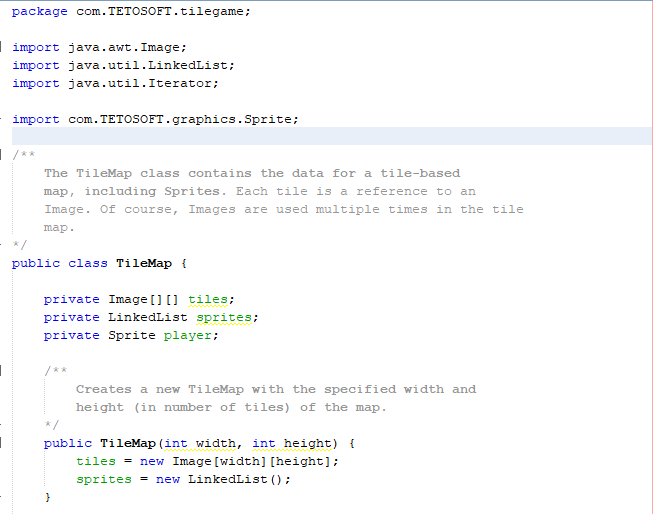 package com.TETOSOFT.tilegame;
import java.awt.Image;
import java.util.LinkedList;
import java.util.Iterator;
import com.TETOSOFT.graphics.Sprite;
/**
The TileMap class contains the data for a tile-based
map, including Sprites. Each tile is a reference to an
Image. Of course, Images are used multiple times in the tile
map.
*/
public class TileMap {
private Image[][] tiles;
private LinkedList sprites;
private Sprite player;
/**
Creates a new TileMap with the specified width and
height (in number of tiles) of the map.
*/
public TileMap(int width, int height) {
tiles = new Image[width][height];
sprites = new LinkedList();
}